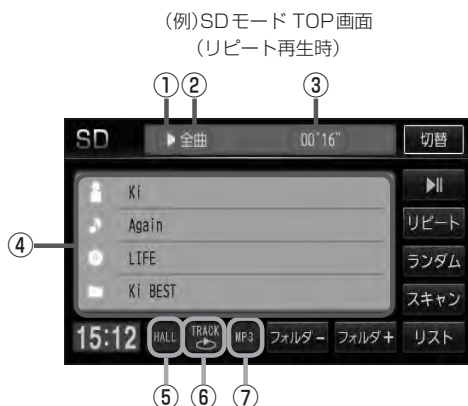 (例)SDモード TOP画面
(リピート再生時)
① ② ③
SD 全曲 00'16" 切替
Ki
Again
LIFE
Ki BEST
リピート
ランダム
スキャン
④
15:12 HALL TRACK MP3 フォルダ− フォルダ+ リスト
⑤ ⑥ ⑦